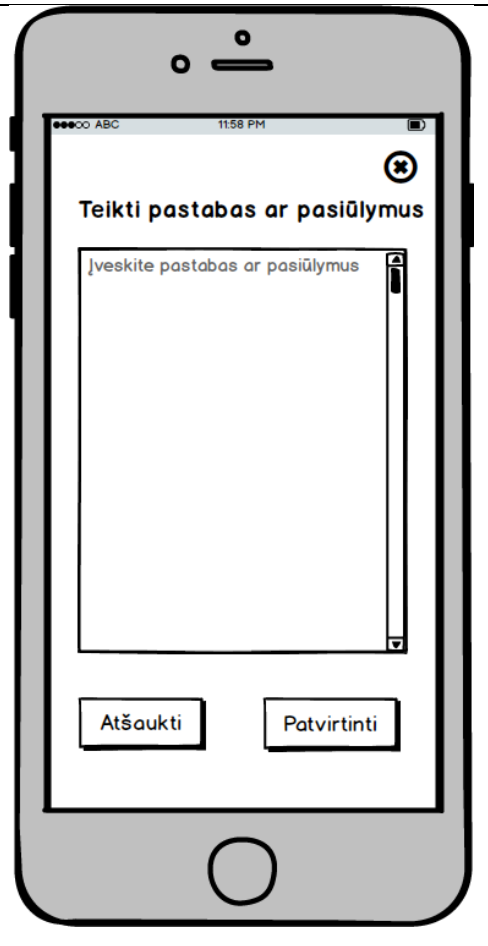 ABC 11:58 PM
Teikti pastabas ar pasiūlymus
Įveskite pastabas ar pasiūlymus
Atšaukti Patvirtinti